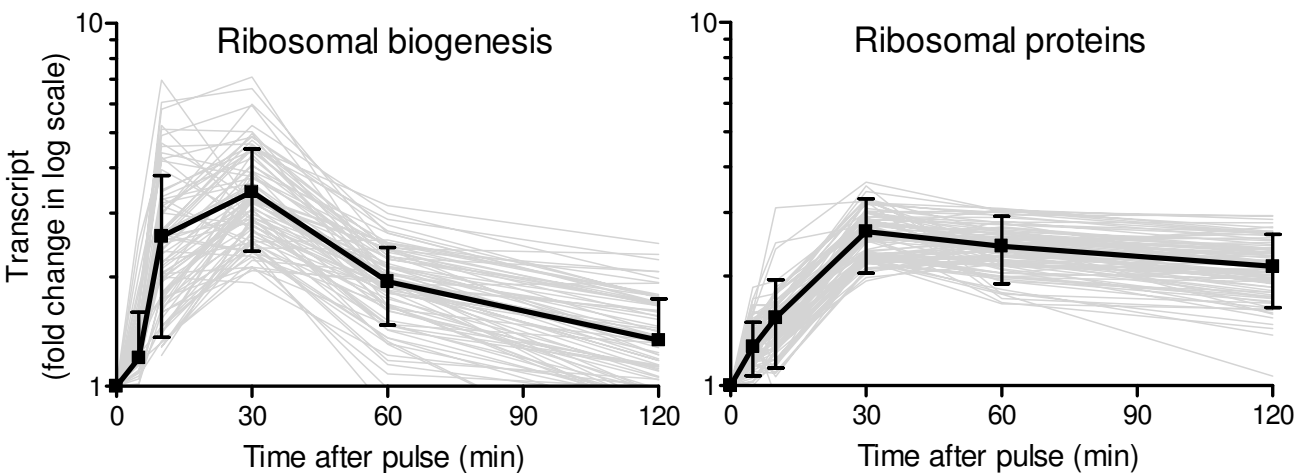 Ribosomal biogenesis
Transcript
(fold change in log scale)
10
1
0
30
60
90
120
Time after pulse (min)
Ribosomal proteins
10
1
0
30
60
90
120
Time after pulse (min)